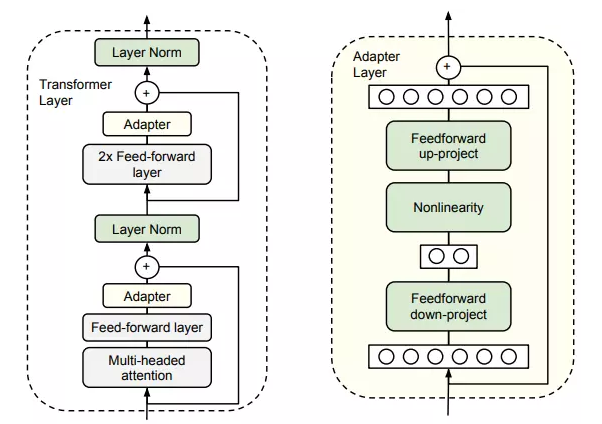 Layer Norm
Transformer
Layer
+
Adapter
2x Feed-forward
layer
Layer Norm
+
Adapter
Feed-forward layer
Multi-headed
attention
Adapter
Layer
+
Feedforward
up-project
Nonlinearity
Feedforward
down-project